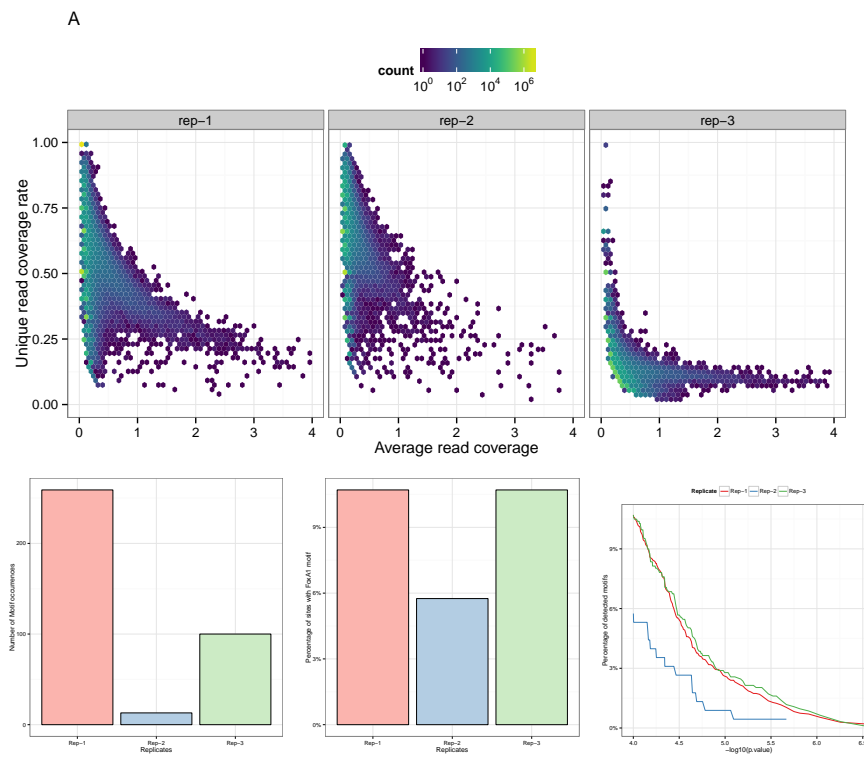 A
count
10^0 10^2 10^4 10^6
rep-1 rep-2 rep-3
Unique read coverage rate
1.00
0.75
0.50
0.25
0.00
0 1 2 3 4 0 1 2 3 4 0 1 2 3 4
Average read coverage
Number of Motif occurrences
200
100
0
Rep-1 Rep-2 Rep-3
Replicates
Percentage of sites with FoxA1 motif
9%
6%
3%
0%
Rep-1 Rep-2 Rep-3
Replicates
Replicate Rep-1 Rep-2 Rep-3
Percentage of detected motifs
9%
6%
3%
0%
4.0 4.5 5.0 5.5 6.0 6.5
-log10(p.value)